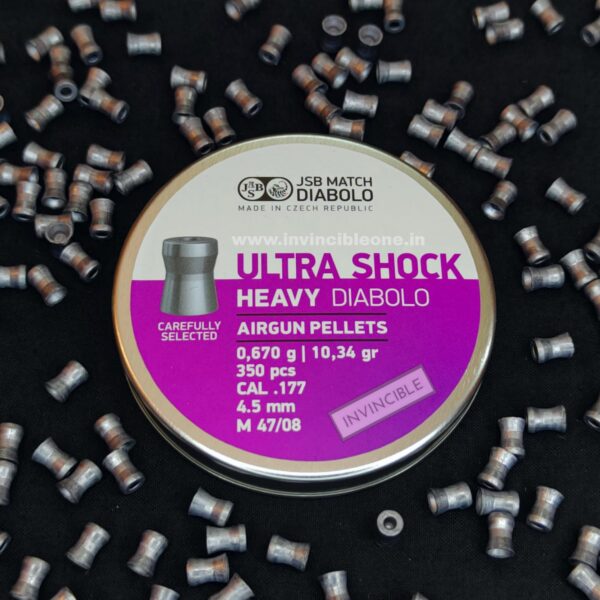 JSB
JSB MATCH
DIABOLO
MADE IN CZECH REPUBLIC
www.invincibleone.in
ULTRA SHOCK
HEAVY DIABOLO
CAREFULLY
SELECTED
AIRGUN PELLETS
0,670 g | 10,34 gr
350 pcs
CAL .177
4.5 mm
M 47/08
INVINCIBLE